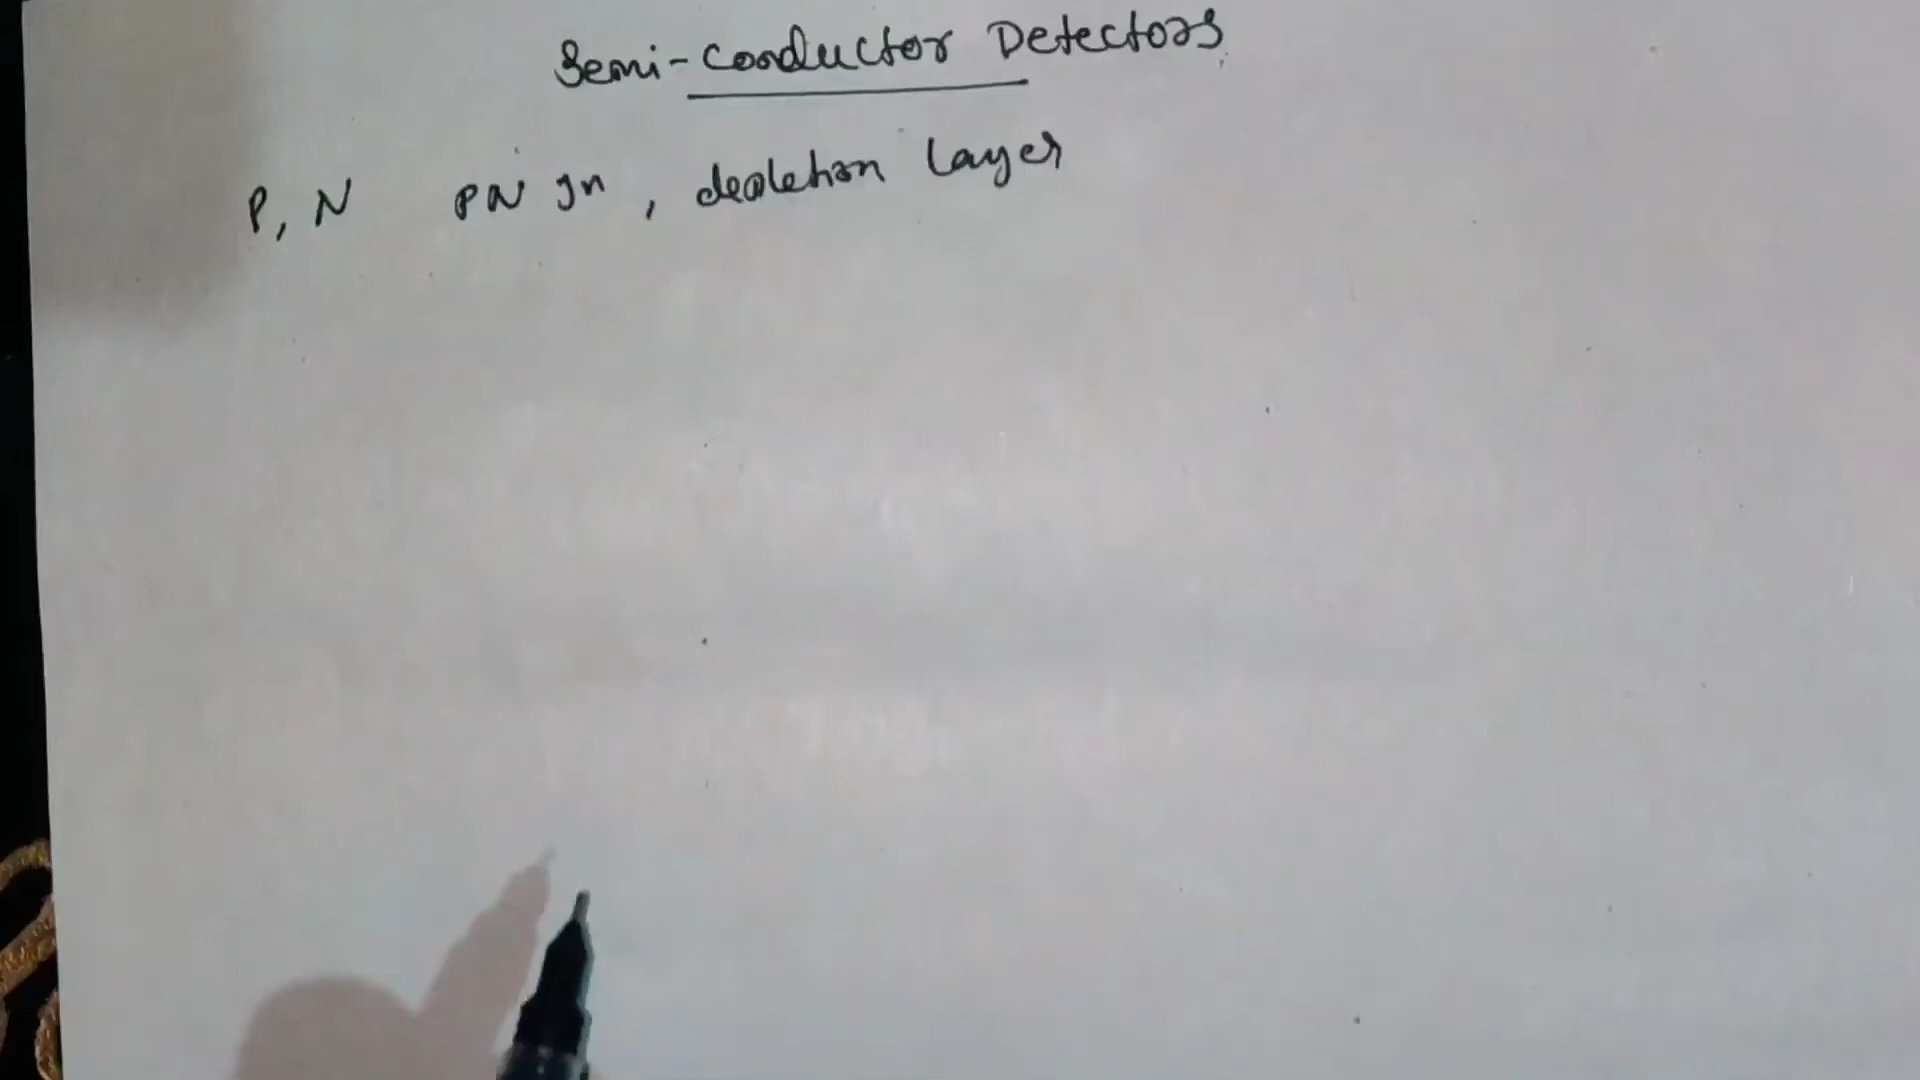 Semi-conductor Detectors
P, N PN Jn, depletion layer